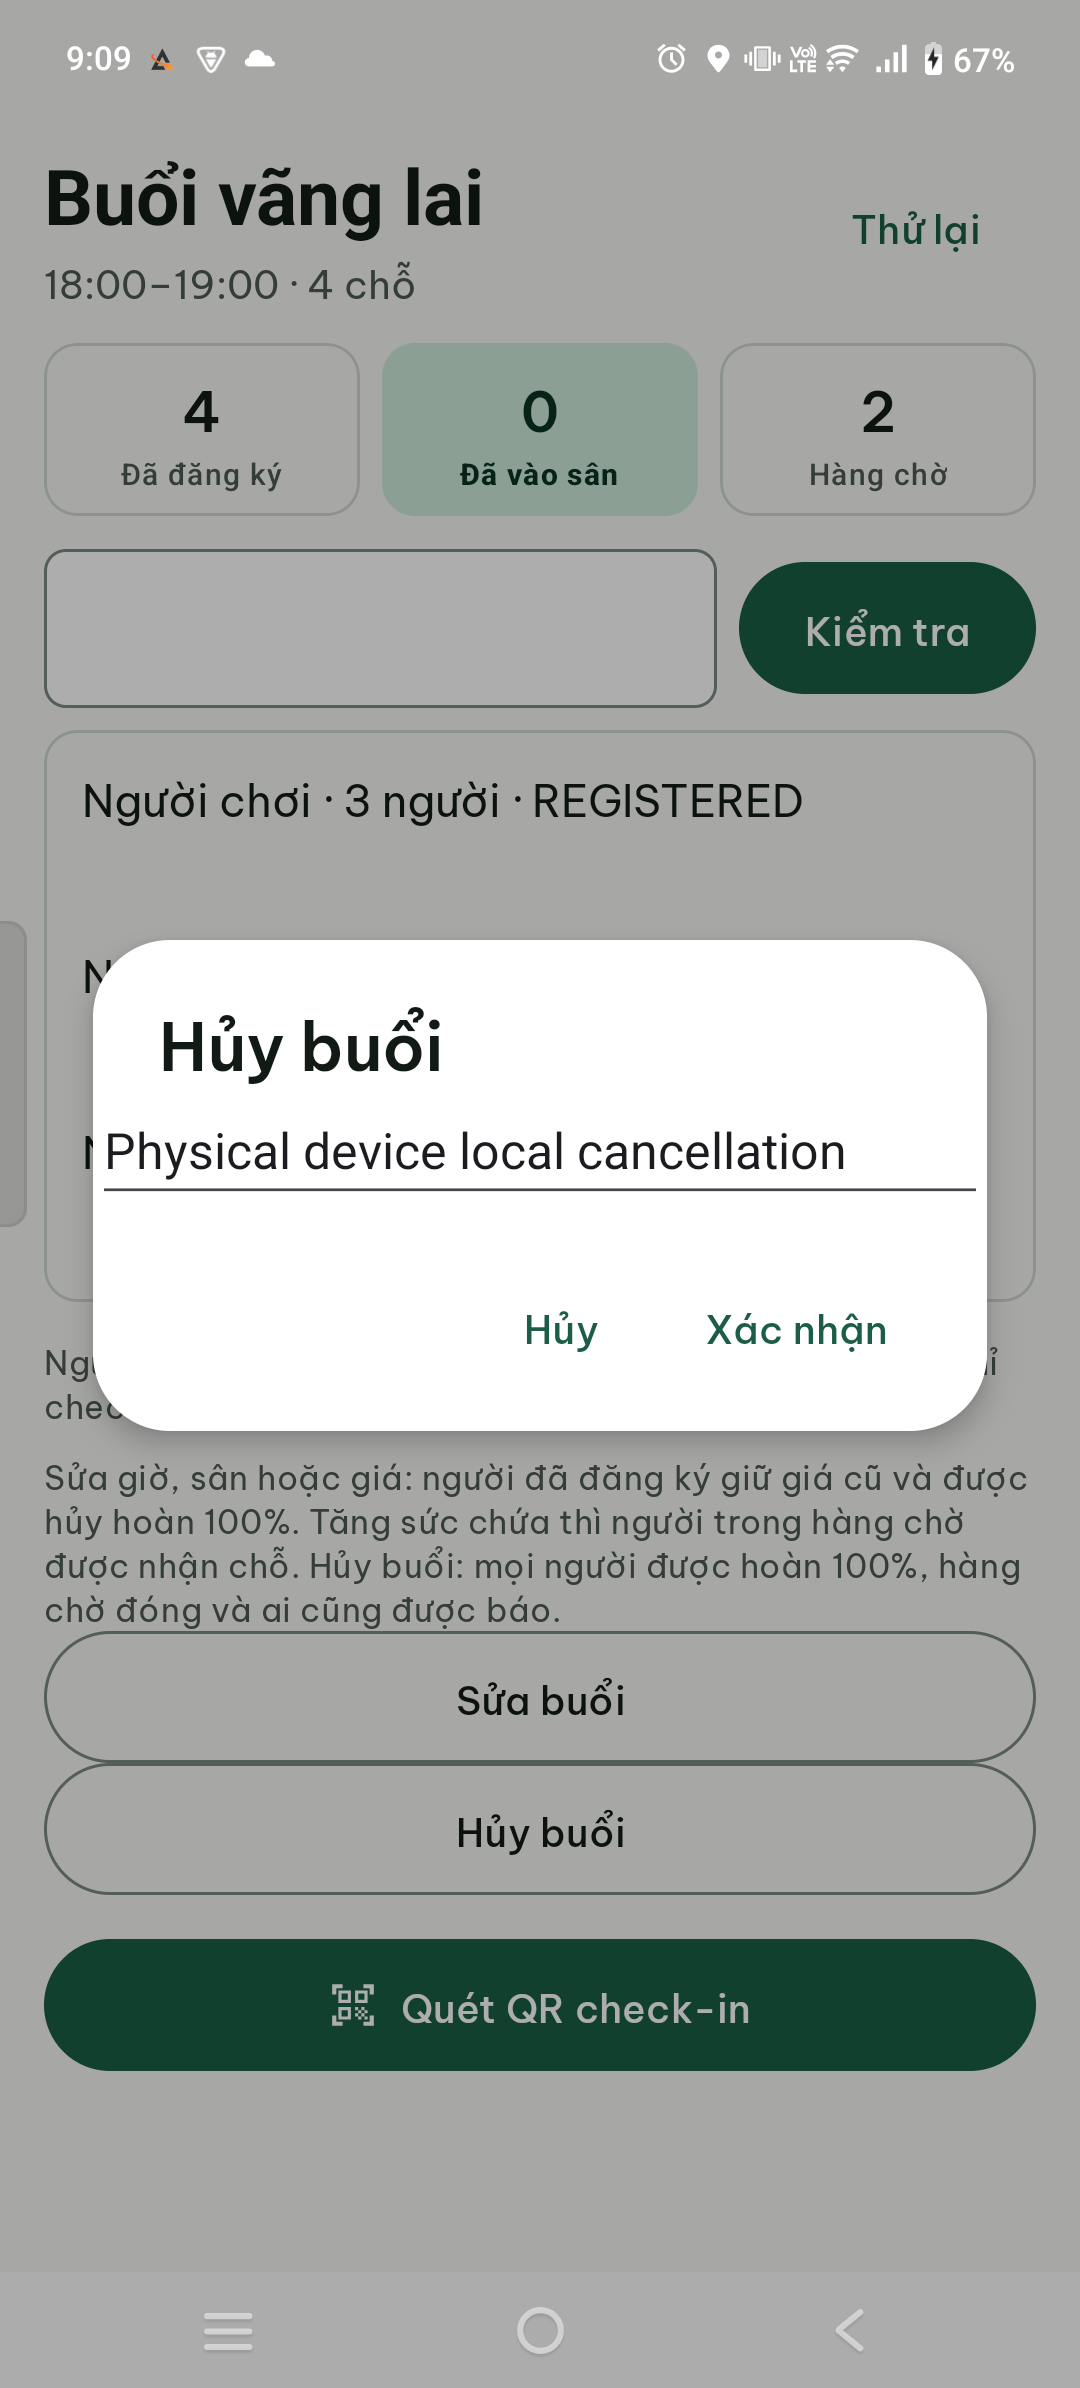 9:09
VoLTE
67%
Buổi vãng lai
Thử lại
18:00–19:00 · 4 chỗ
4
Đã đăng ký
0
Đã vào sân
2
Hàng chờ
Kiểm tra
Người chơi · 3 người · REGISTERED
Hủy buổi
Physical device local cancellation
Hủy
Xác nhận
Sửa giờ, sân hoặc giá: người đã đăng ký giữ giá cũ và được
hủy hoàn 100%. Tăng sức chứa thì người trong hàng chờ
được nhận chỗ. Hủy buổi: mọi người được hoàn 100%, hàng
chờ đóng và ai cũng được báo.
Sửa buổi
Hủy buổi
Quét QR check-in